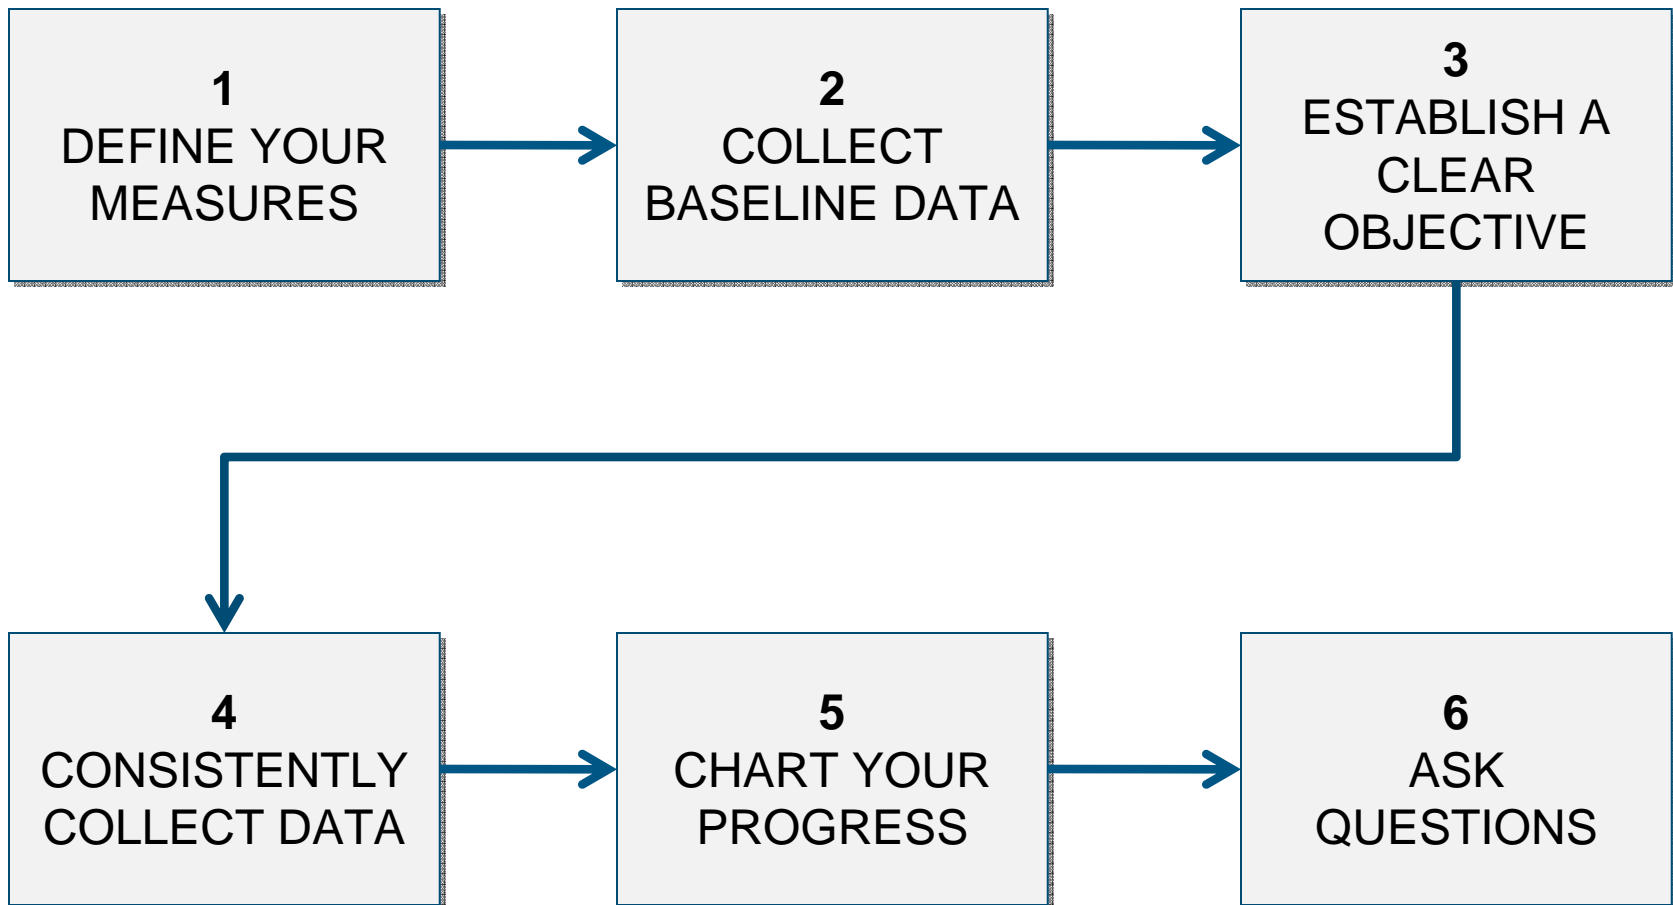 1
DEFINE YOUR
MEASURES
2
COLLECT
BASELINE DATA
3
ESTABLISH A
CLEAR
OBJECTIVE
4
CONSISTENTLY
COLLECT DATA
5
CHART YOUR
PROGRESS
6
ASK
QUESTIONS